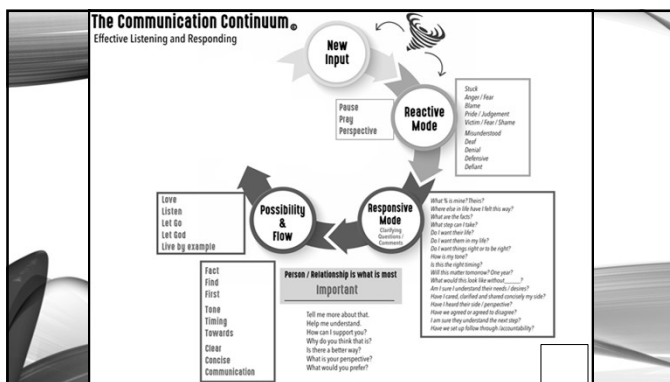 The Communication Continuum
Effective Listening and Responding
New
Input
Reactive
Mode
Stuck
Anger / Fear
Blame
Pride / Judgement
Victim / Fear / Shame
Misunderstood
Deaf
Denial
Defensive
Defiant
Pause
Pray
Perspective
Responsive
Mode
Clarifying
Questions /
Comments
What % is mine? Theirs?
Where else in life have I felt this way?
What are the facts?
What step can I take?
Do I want their life?
Do I want them in my life?
Do I want things right or to be right?
How is my tone?
Is this the right timing?
Will this matter tomorrow? One year?
What would this look like without_____?
Am I sure I understand their needs / desires?
Have I cared, clarified and shared concisely my side?
Have I heard their side / perspective?
Have we agreed or agreed to disagree?
I am sure they understand the next step?
Have we set up follow through /accountability?
Possibility
&
Flow
Love
Listen
Let Go
Let God
Live by example
Fact
Find
First
Tone
Timing
Towards
Clear
Concise
Communication
Person / Relationship is what is most
Important
Tell me more about that.
Help me understand.
How can I support you?
Why do you think that is?
Is there a better way?
What is your perspective?
What would you prefer?